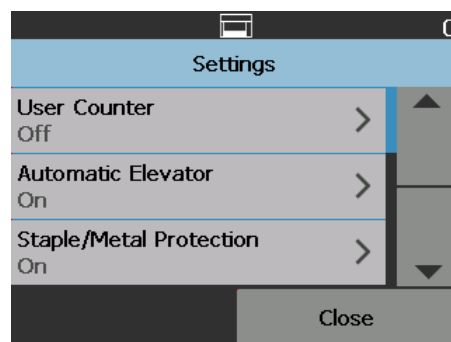 Settings
User Counter
Off
Automatic Elevator
On
Staple/Metal Protection
On
Close